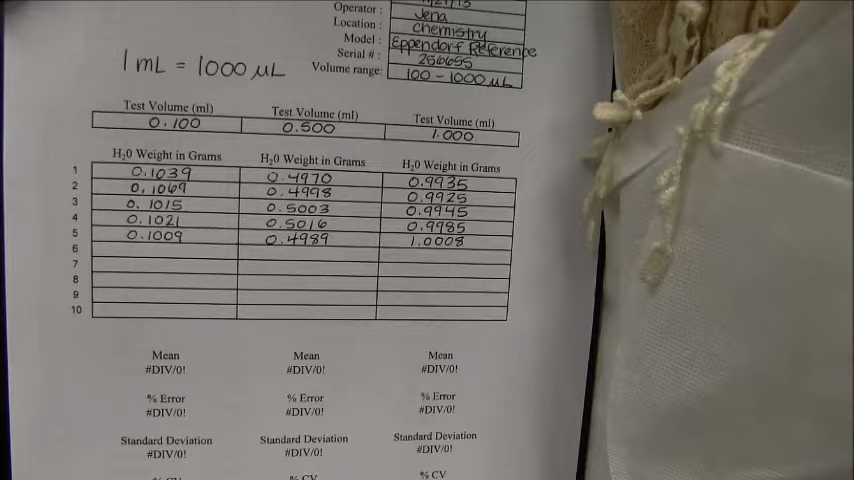 Operator : Jena
Location : Chemistry
Model : Eppendorf Reference
Serial # : 256655
Volume range: 100 - 1000 µL
1 mL = 1000 µL
Test Volume (ml) Test Volume (ml) Test Volume (ml)
0.100 0.500 1.000
H20 Weight in Grams H20 Weight in Grams H20 Weight in Grams
1 0.1039 0.4970 0.9935
2 0.1069 0.4998 0.9925
3 0.1015 0.5003 0.9945
4 0.1021 0.5016 0.9985
5 0.1009 0.4989 1.0008
6
7
8
9
10
Mean Mean Mean
#DIV/0! #DIV/0! #DIV/0!
% Error % Error % Error
#DIV/0! #DIV/0! #DIV/0!
Standard Deviation Standard Deviation Standard Deviation
#DIV/0! #DIV/0! #DIV/0!
% CV % CV % CV